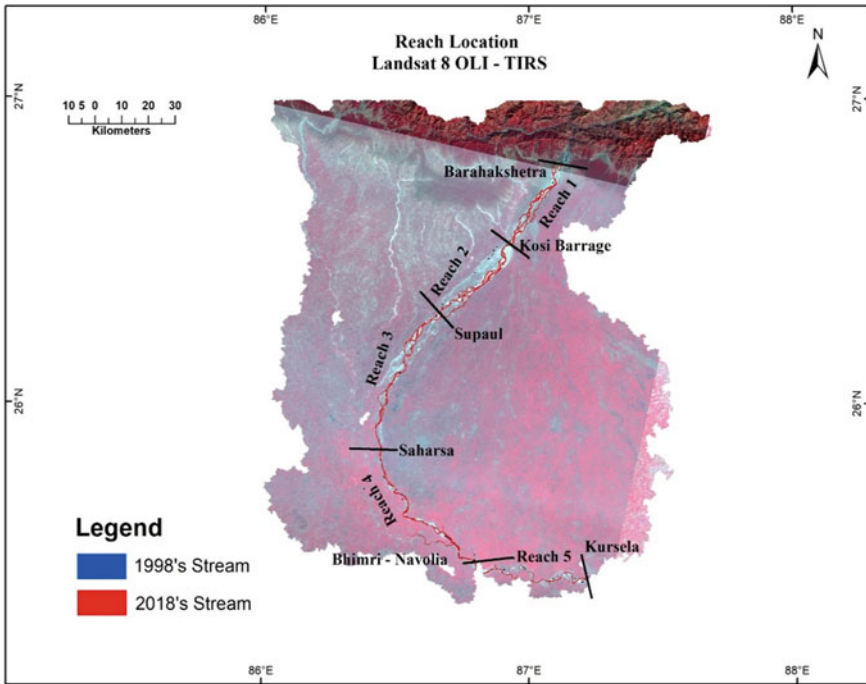 86°E 87°E 88°E
Reach Location
Landsat 8 OLI - TIRS
N
27°N
27°N
10 5 0 10 20 30
Kilometers
Barahakshetra
Reach 1
Kosi Barrage
Reach 2
Supaul
Reach 3
26°N
26°N
Saharsa
Reach 4
Legend
1998's Stream
2018's Stream
Bhimri - Navolia
Reach 5
Kursela
86°E 87°E 88°E